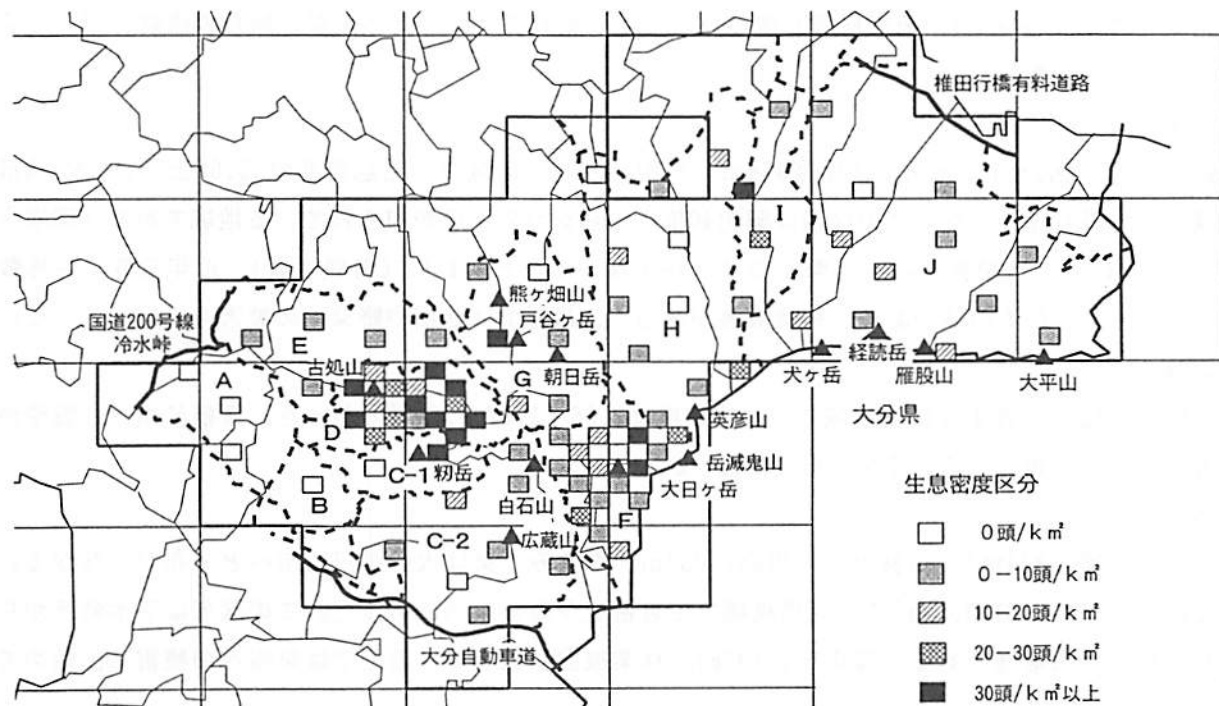 椎田行橋有料道路
I
J
熊ヶ畑山
戸谷ヶ岳
国道200号線
冷水峠
E
H
古処山
朝日岳
犬ヶ岳
経読岳
雁股山
大平山
A
G
英彦山
大分県
D
岳滅鬼山
C-1
籾岳
大日ヶ岳
B
白石山
F
C-2
広蔵山
大分自動車道
生息密度区分
0頭/k㎡
0-10頭/k㎡
10-20頭/k㎡
20-30頭/k㎡
30頭/k㎡以上